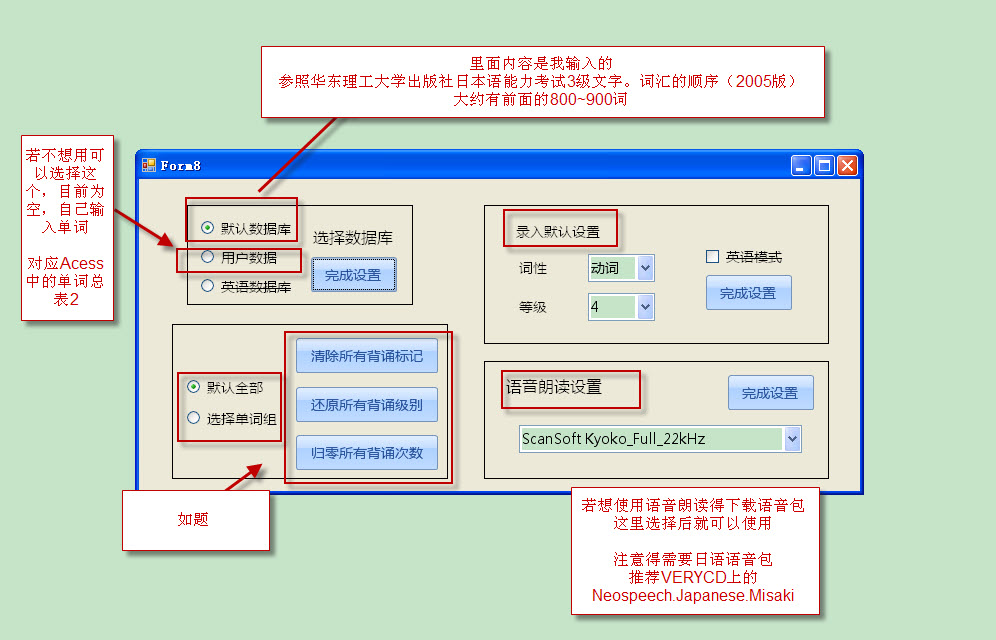 里面内容是我输入的
参照华东理工大学出版社日本语能力考试3级文字。词汇的顺序（2005版）
大约有前面的800~900词
若不想用可
以选择这
个，目前为
空，自己输
入单词
对应Acess
中的单词总
表2
Form8
默认数据库
用户数据
英语数据库
选择数据库
完成设置
录入默认设置
词性
动词
等级
4
英语模式
完成设置
默认全部
选择单词组
清除所有背诵标记
还原所有背诵级别
归零所有背诵次数
语音朗读设置
完成设置
ScanSoft Kyoko_Full_22kHz
如题
若想使用语音朗读得下载语音包
这里选择后就可以使用
注意得需要日语语音包
推荐VERYCD上的
Neospeech.Japanese.Misaki